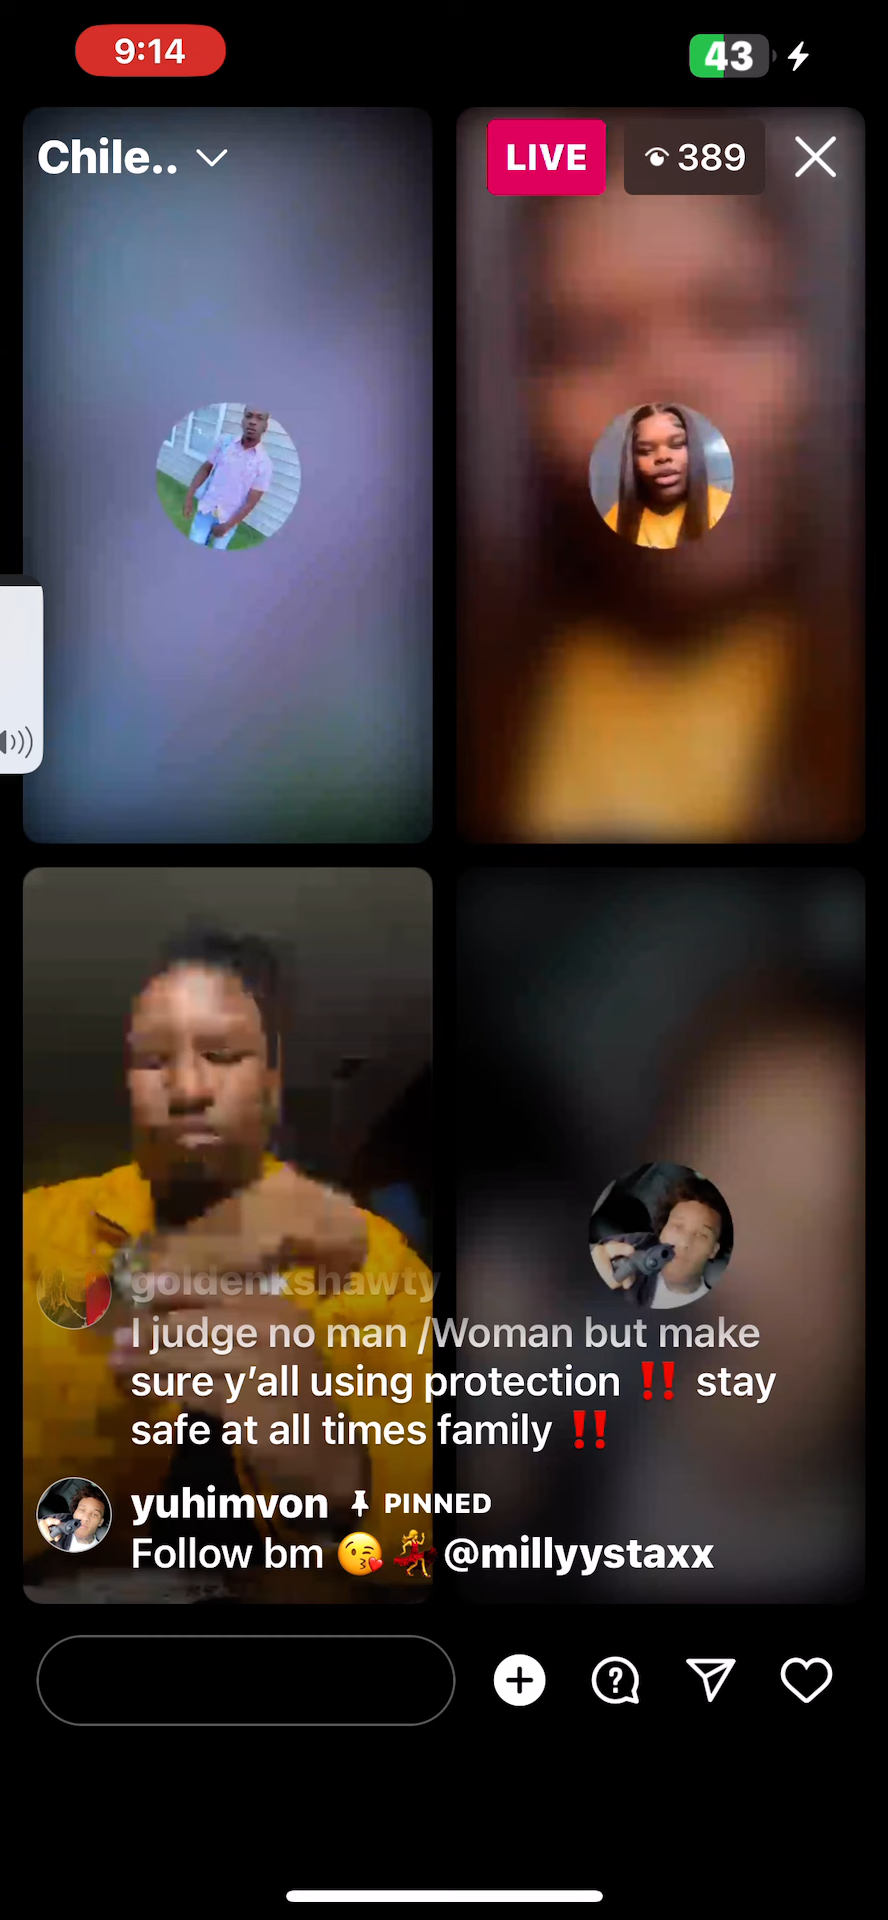 9:14
43
Chile..
LIVE
389
goldenkshawty
I judge no man /Woman but make
sure y’all using protection ‼️ stay
safe at all times family ‼️
yuhimvon PINNED
Follow bm 😘💃 @millyystaxx